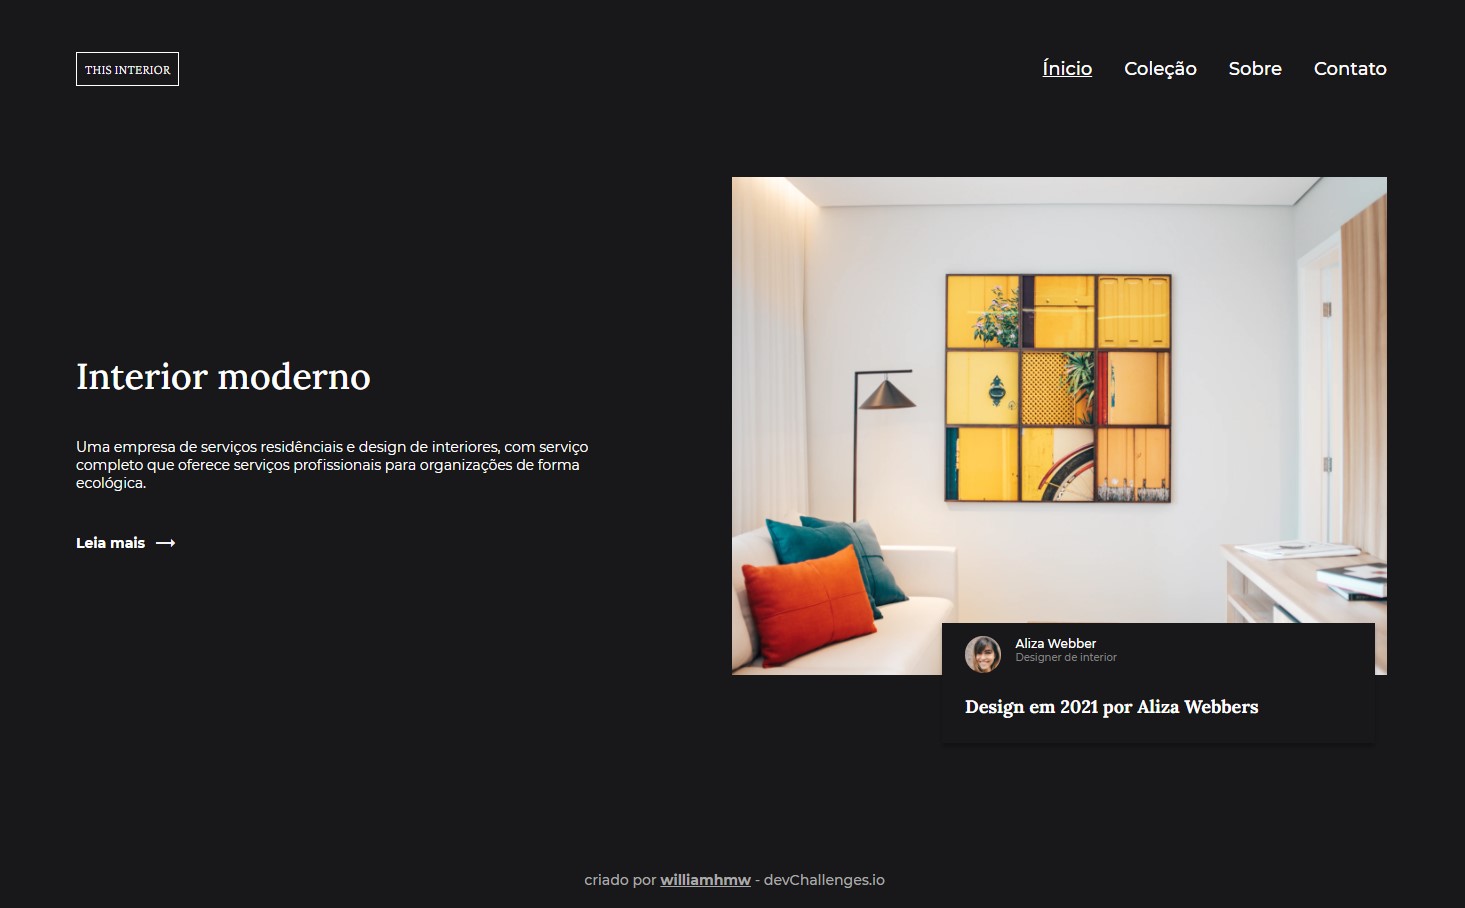 THIS INTERIOR
Ínicio Coleção Sobre Contato
Interior moderno
Uma empresa de serviços residênciais e design de interiores, com serviço
completo que oferece serviços profissionais para organizações de forma
ecológica.
Leia mais
Aliza Webber
Designer de interior
Design em 2021 por Aliza Webbers
criado por williamhmw - devChallenges.io